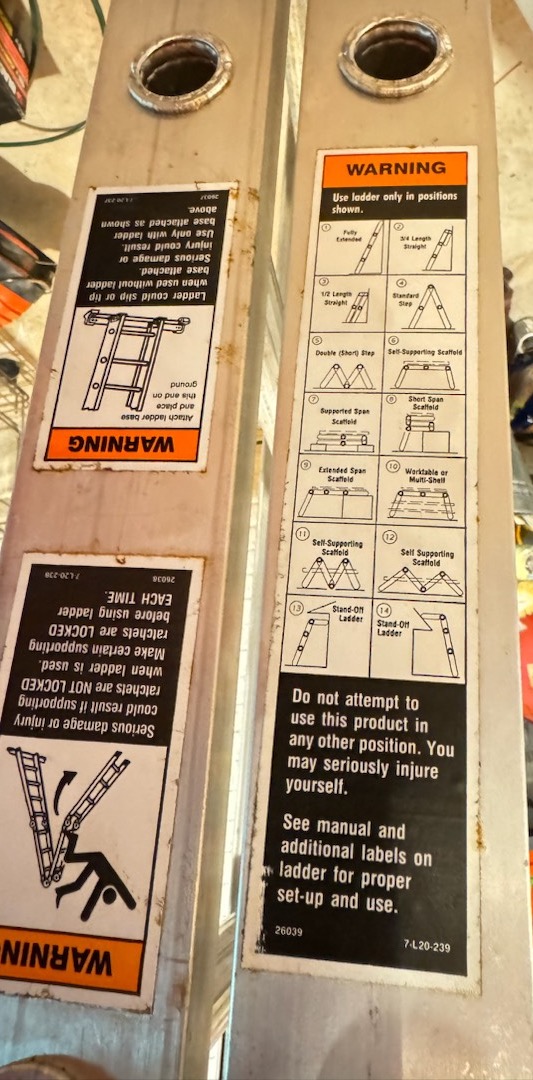 WARNING
Use ladder only in positions
shown.
1
Fully
Extended
2
3/4 Length
Straight
3
1/2 Length
Straight
4
Standard
Step
5
Double (Short) Step
6
Self-Supporting Scaffold
7
Supported Span
Scaffold
8
Short Span
Scaffold
9
Extended Span
Scaffold
10
Worktable or
Multi-Shelf
11
Self-Supporting
Scaffold
12
Self Supporting
Scaffold
13
Stand-Off
Ladder
14
Stand-Off
Ladder
Do not attempt to
use this product in
any other position. You
may seriously injure
yourself.
See manual and
additional labels on
ladder for proper
set-up and use.
26039
7-L20-239
WARNING
Attach ladder base
and place
this end on
ground
Ladder could slip or tip
when used without ladder
base attached.
Serious damage or
injury could result.
Use only with ladder
base attached as shown
above.
26037
7-L20-237
WARNING
Serious damage or injury
could result if supporting
ratchets are NOT LOCKED
when ladder is used.
Make certain supporting
ratchets are LOCKED
before using ladder
EACH TIME.
26038
7-L20-238